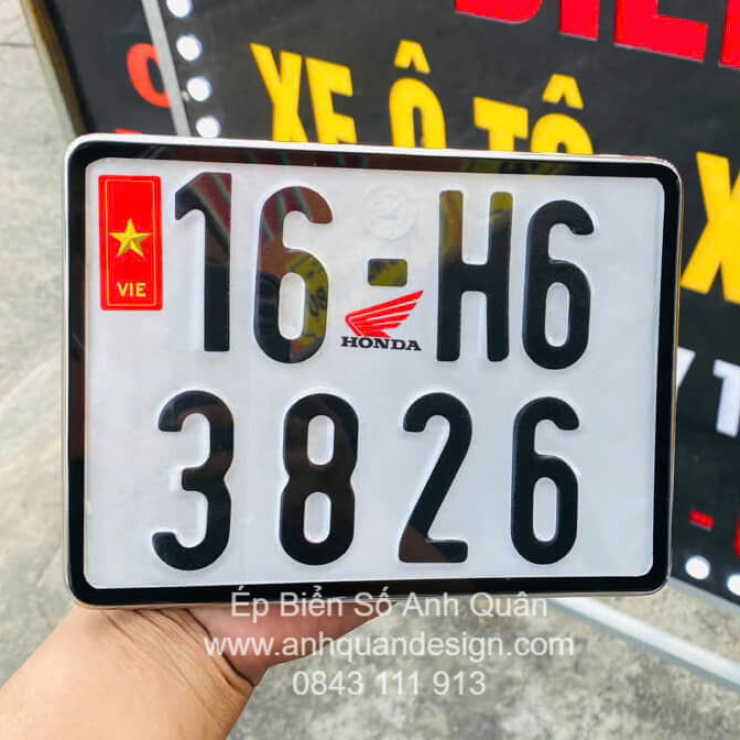 XE Ô TÔ
16-H6
VIE
HONDA
3826
Ép Biển Số Anh Quân
www.anhquandesign.com
0843 111 913